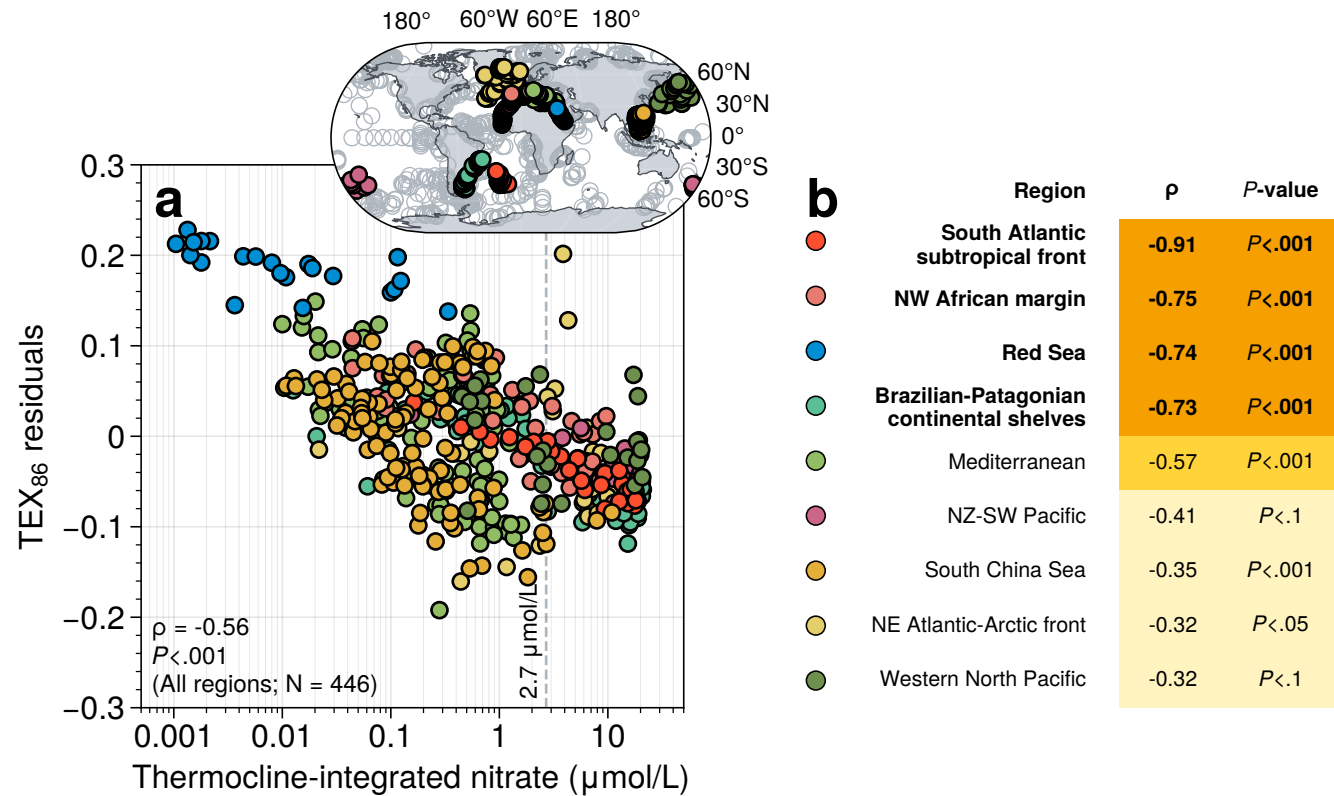 180° 60°W 60°E 180°
60°N
30°N
0°
30°S
60°S
a
0.3
0.2
0.1
0
−0.1
−0.2
−0.3
TEX₈₆ residuals
ρ = -0.56
P<.001
(All regions; N = 446)
2.7 μmol/L
0.001 0.01 0.1 1 10
Thermocline-integrated nitrate (μmol/L)
b
Region ρ P-value
South Atlantic
subtropical front -0.91 P<.001
NW African margin -0.75 P<.001
Red Sea -0.74 P<.001
Brazilian-Patagonian
continental shelves -0.73 P<.001
Mediterranean -0.57 P<.001
NZ-SW Pacific -0.41 P<.1
South China Sea -0.35 P<.001
NE Atlantic-Arctic front -0.32 P<.05
Western North Pacific -0.32 P<.1